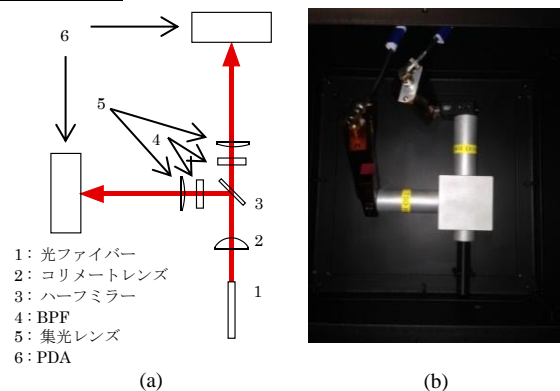 6
5
4
3
2
1
1：光ファイバー
2：コリメートレンズ
3：ハーフミラー
4：BPF
5：集光レンズ
6：PDA
(a)
(b)